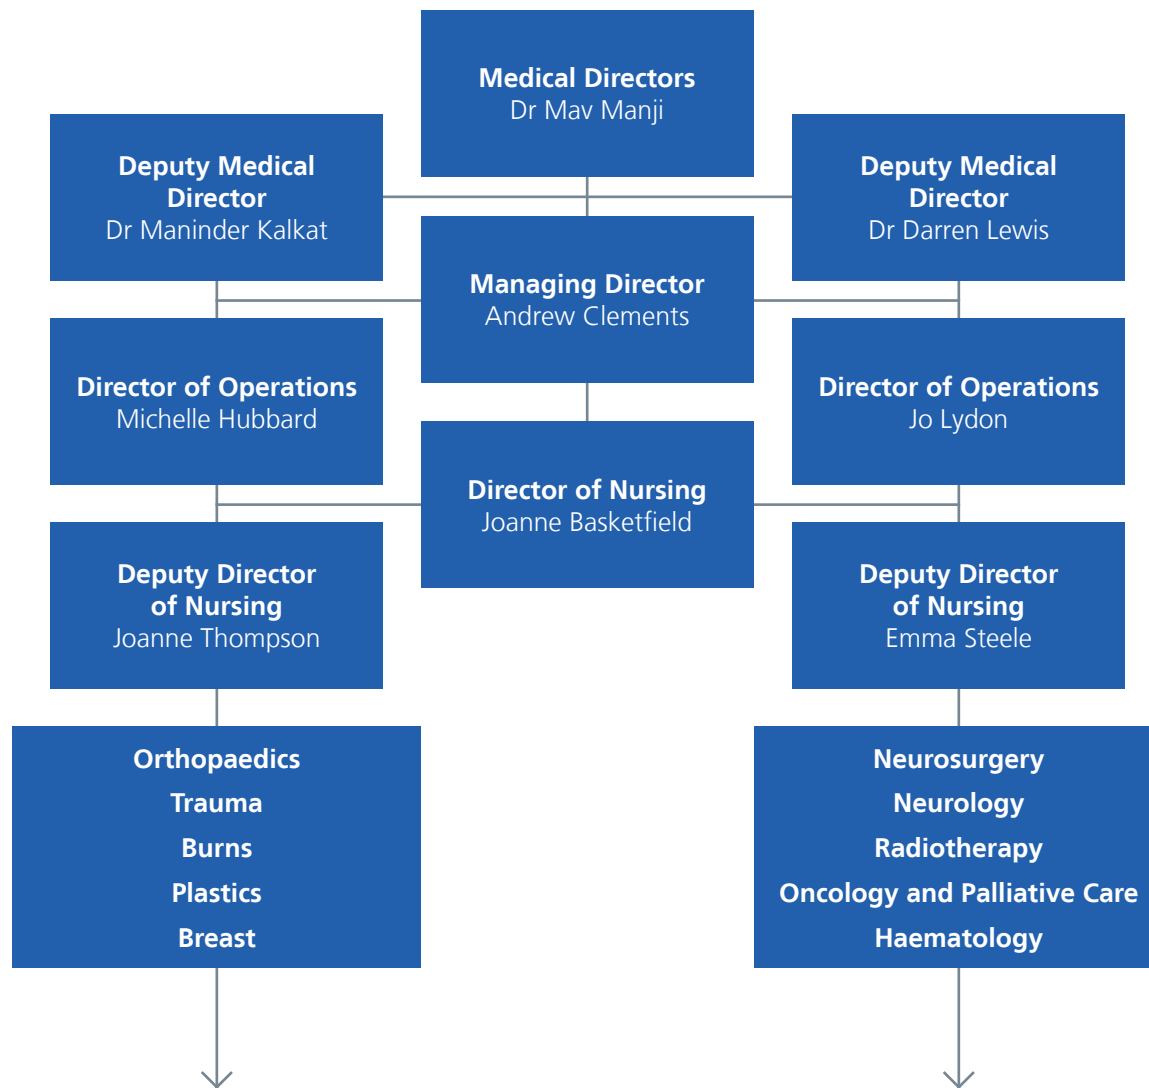 Medical Directors
Dr Mav Manji
Deputy Medical
Director
Dr Maninder Kalkat
Deputy Medical
Director
Dr Darren Lewis
Managing Director
Andrew Clements
Director of Operations
Michelle Hubbard
Director of Operations
Jo Lydon
Director of Nursing
Joanne Basketfield
Deputy Director
of Nursing
Joanne Thompson
Deputy Director
of Nursing
Emma Steele
Orthopaedics
Trauma
Burns
Plastics
Breast
Neurosurgery
Neurology
Radiotherapy
Oncology and Palliative Care
Haematology